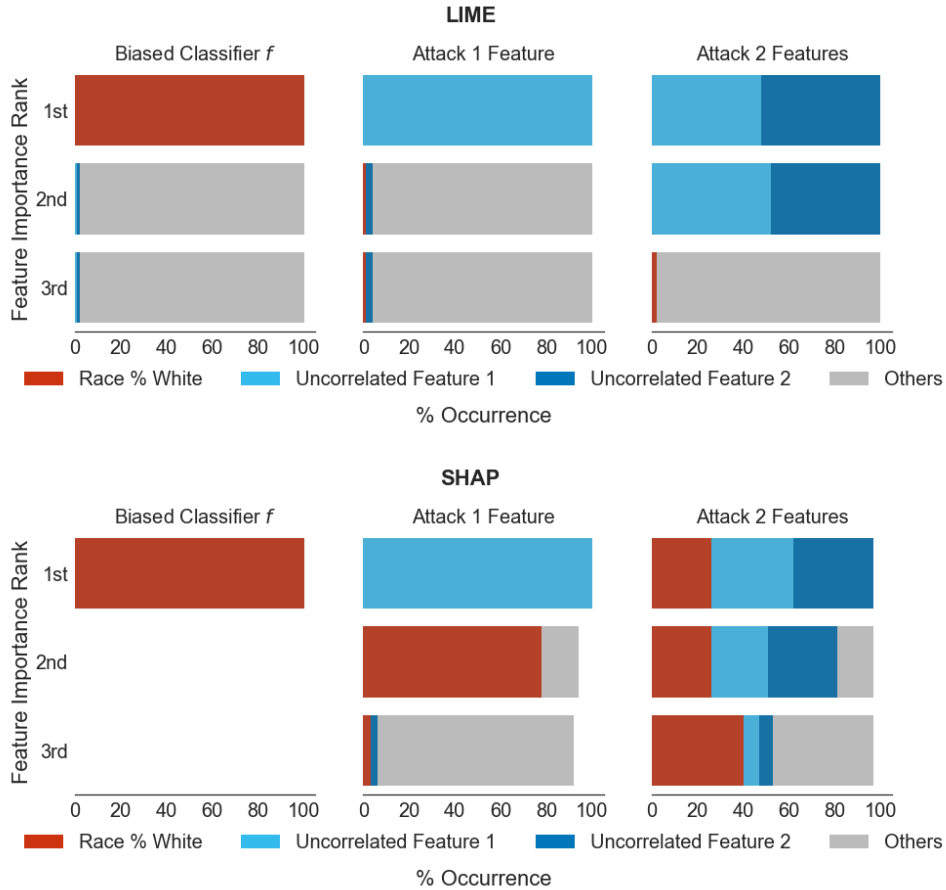 LIME
Biased Classifier f
Attack 1 Feature
Attack 2 Features
Feature Importance Rank
1st
2nd
3rd
0 20 40 60 80 100
0 20 40 60 80 100
0 20 40 60 80 100
Race % White
Uncorrelated Feature 1
Uncorrelated Feature 2
Others
% Occurrence
SHAP
Biased Classifier f
Attack 1 Feature
Attack 2 Features
Feature Importance Rank
1st
2nd
3rd
0 20 40 60 80 100
0 20 40 60 80 100
0 20 40 60 80 100
Race % White
Uncorrelated Feature 1
Uncorrelated Feature 2
Others
% Occurrence